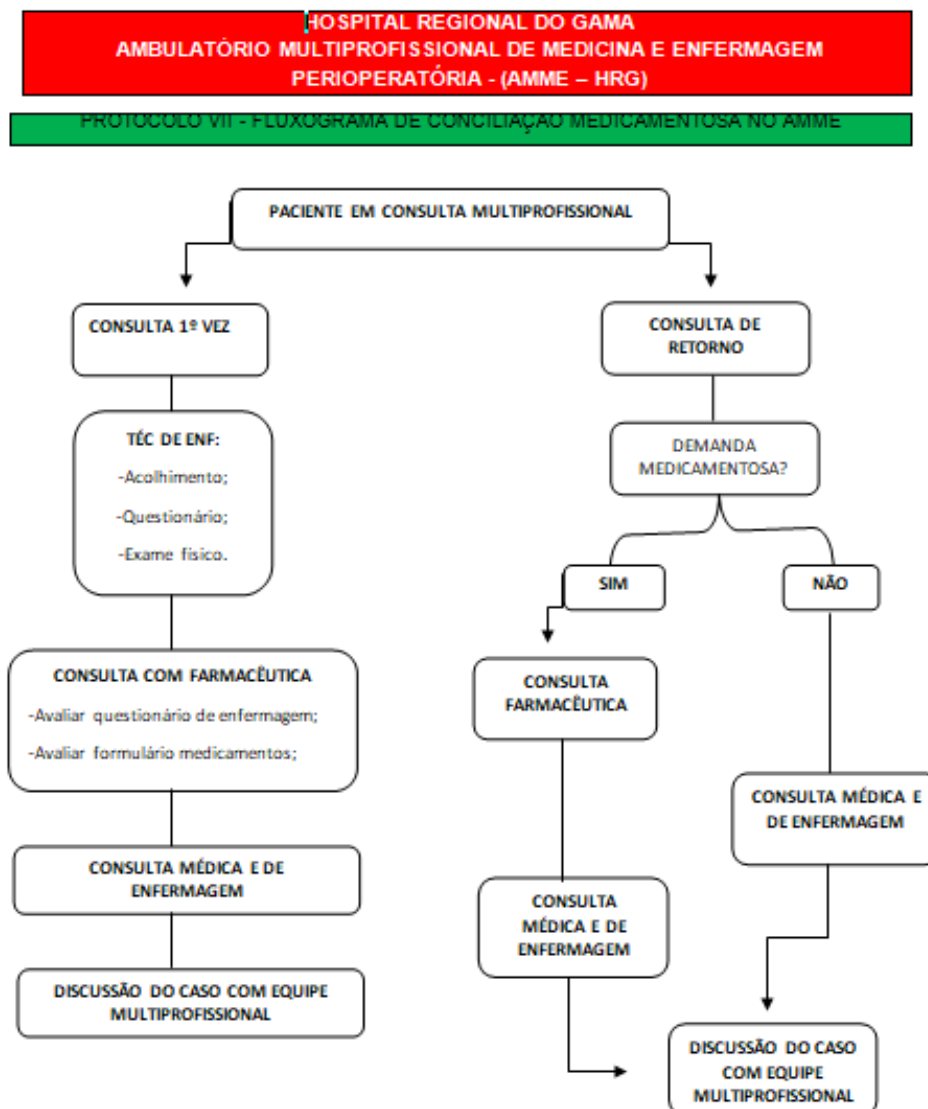 HOSPITAL REGIONAL DO GAMA
AMBULATÓRIO MULTIPROFISSIONAL DE MEDICINA E ENFERMAGEM
PERIOPERATÓRIA - (AMME – HRG)
PROTOCOLO VII - FLUXOGRAMA DE CONCILIAÇÃO MEDICAMENTOSA NO AMME
PACIENTE EM CONSULTA MULTIPROFISSIONAL
CONSULTA 1º VEZ
TÉC DE ENF:
-Acolhimento;
-Questionário;
-Exame físico.
CONSULTA COM FARMACÊUTICA
-Avaliar questionário de enfermagem;
-Avaliar formulário medicamentos;
CONSULTA MÉDICA E DE
ENFERMAGEM
DISCUSSÃO DO CASO COM EQUIPE
MULTIPROFISSIONAL
CONSULTA DE
RETORNO
DEMANDA
MEDICAMENTOSA?
SIM
CONSULTA
FARMACÊUTICA
CONSULTA
MÉDICA E DE
ENFERMAGEM
NÃO
CONSULTA MÉDICA E
DE ENFERMAGEM
DISCUSSÃO DO CASO
COM EQUIPE
MULTIPROFISSIONAL